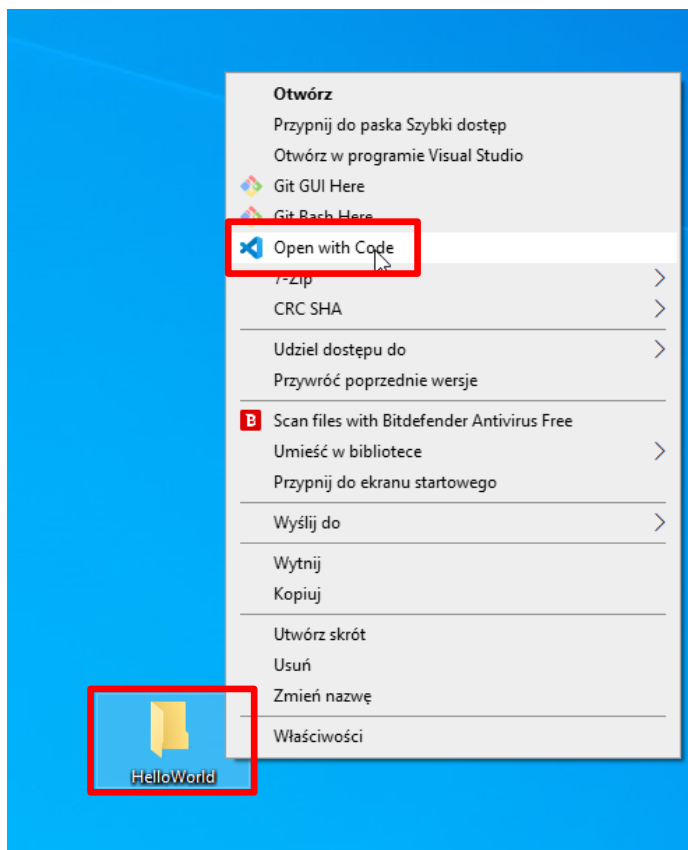 Otwórz
Przypnij do paska Szybki dostęp
Otwórz w programie Visual Studio
Git GUI Here
Git Bash Here
Open with Code
7-Zip
CRC SHA
Udziel dostępu do
Przywróć poprzednie wersje
Scan files with Bitdefender Antivirus Free
Umieść w bibliotece
Przypnij do ekranu startowego
Wyślij do
Wytnij
Kopiuj
Utwórz skrót
Usuń
Zmień nazwę
Właściwości
HelloWorld